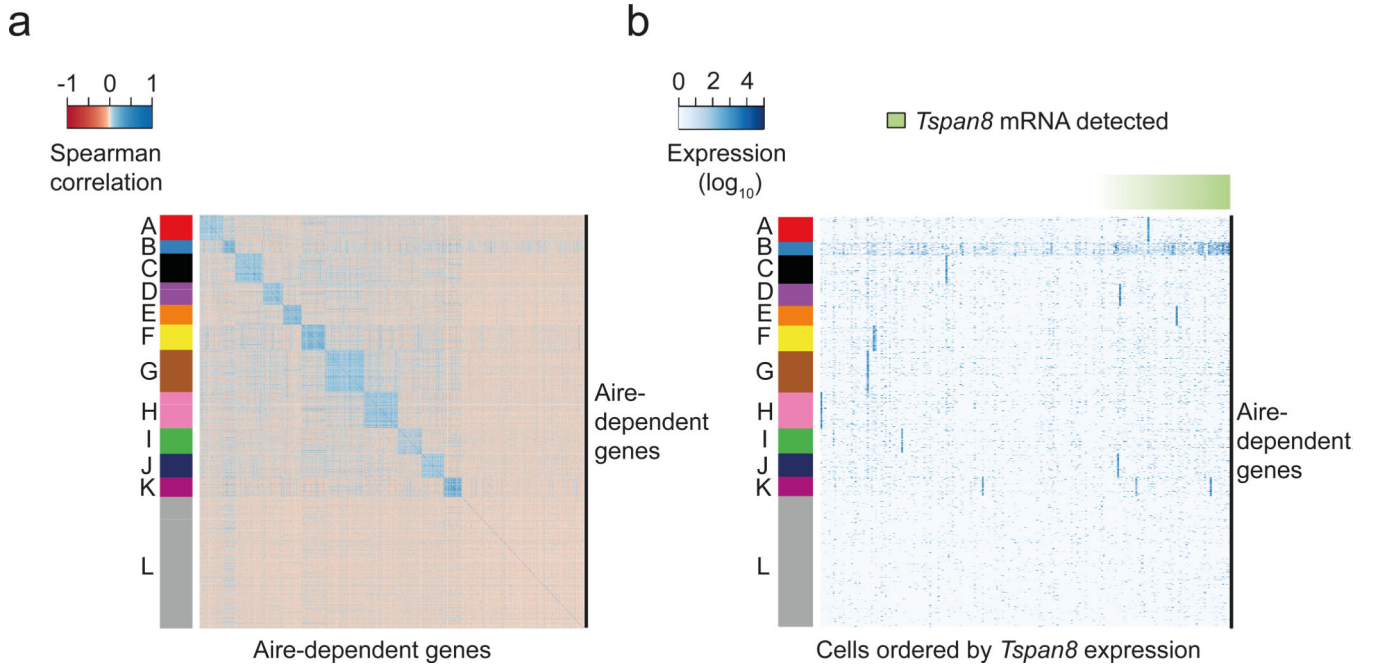 a
-1 0 1
Spearman
correlation
A
B
C
D
E
F
G
H
I
J
K
L
Aire-
dependent
genes
Aire-dependent genes
b
0 2 4
Expression
(log10)
Tspan8 mRNA detected
A
B
C
D
E
F
G
H
I
J
K
L
Aire-
dependent
genes
Cells ordered by Tspan8 expression